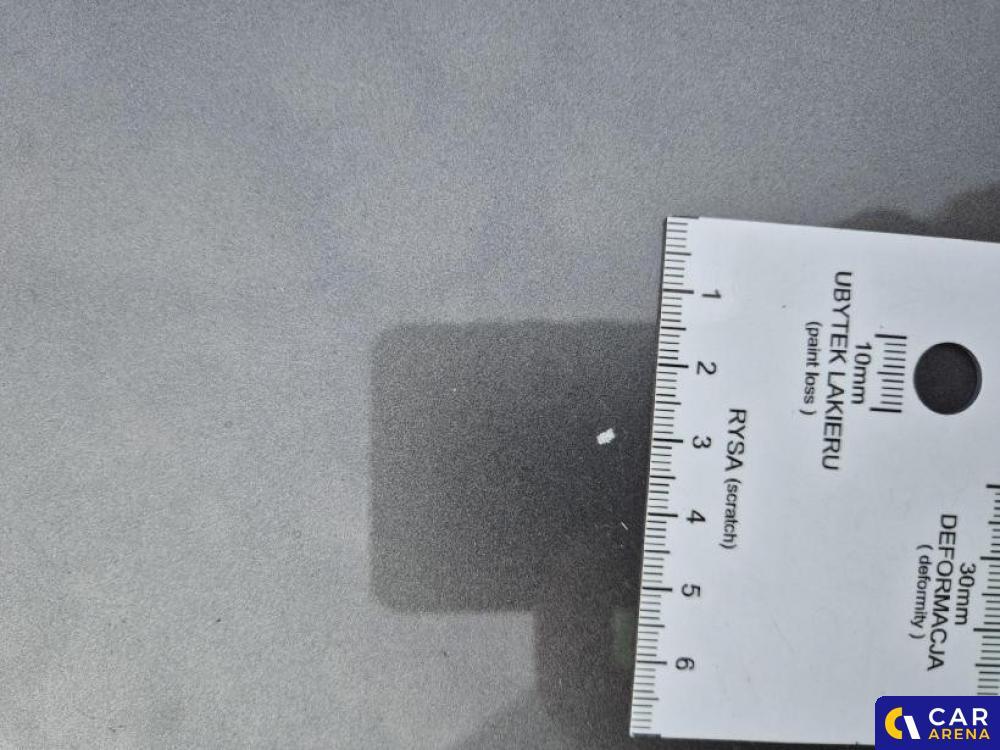 1
2
3
4
5
6
RYSA (scratch)
UBYTEK LAKIERU
10mm
(paint loss)
DEFORMACJA
30mm
( deformity )
CAR
ARENA